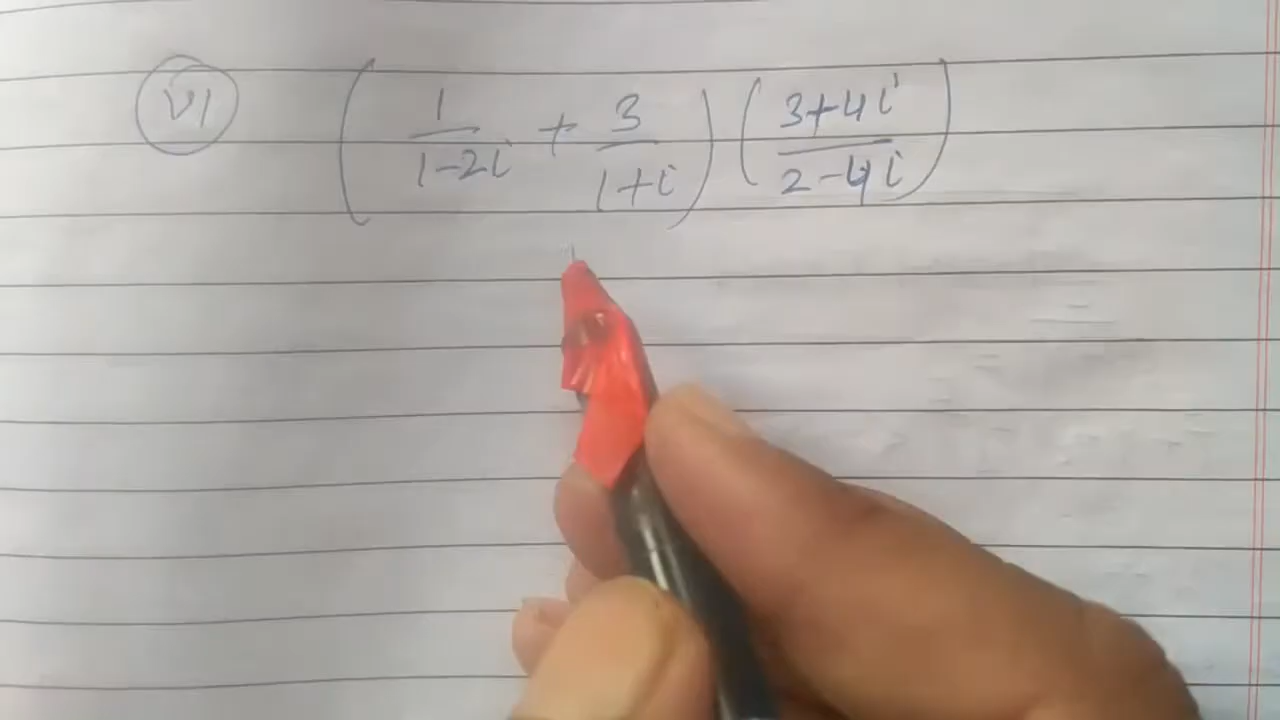 (VI) ( 1/(1-2i) + 3/(1+i) ) ( (3+4i)/(2-4i) )